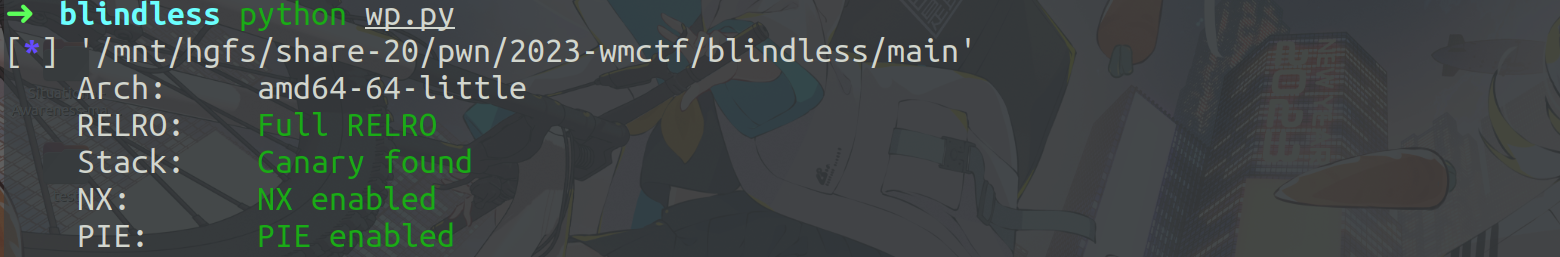 ➜ blindless python wp.py
[*] '/mnt/hgfs/share-20/pwn/2023-wmctf/blindless/main'
Arch: amd64-64-little
RELRO: Full RELRO
Stack: Canary found
NX: NX enabled
PIE: PIE enabled